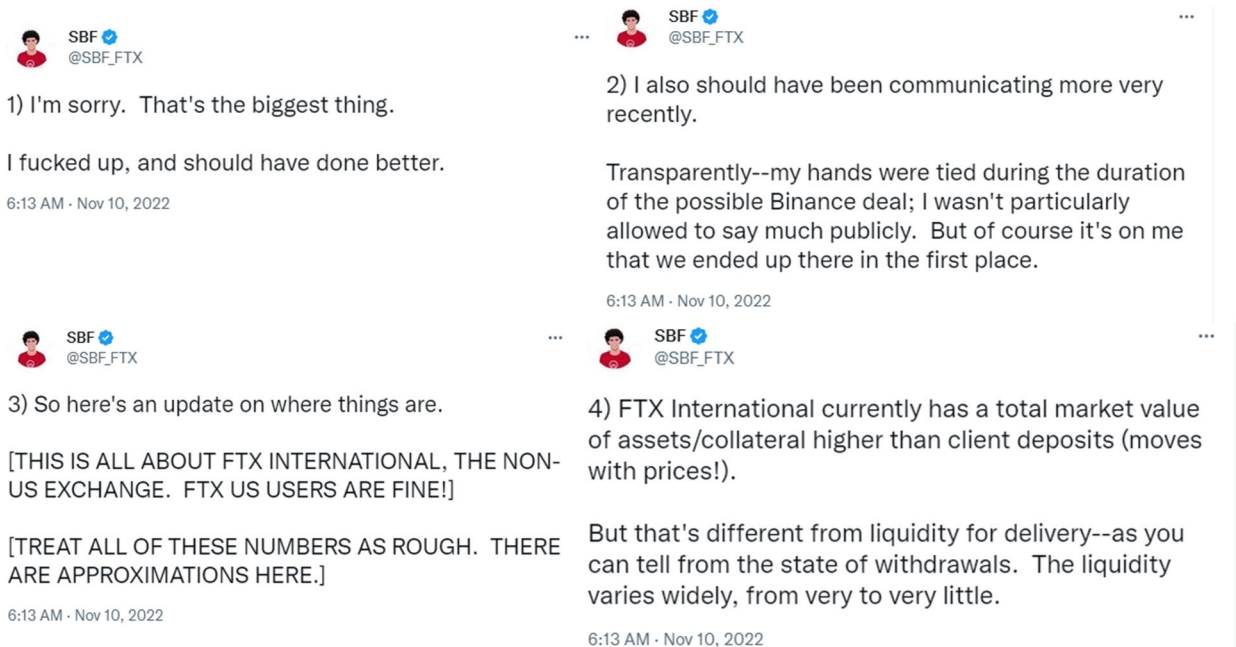 SBF
@SBF_FTX
1) I'm sorry.  That's the biggest thing.
I fucked up, and should have done better.
6:13 AM · Nov 10, 2022
SBF
@SBF_FTX
2) I also should have been communicating more very
recently.
Transparently--my hands were tied during the duration
of the possible Binance deal; I wasn't particularly
allowed to say much publicly.  But of course it's on me
that we ended up there in the first place.
6:13 AM · Nov 10, 2022
SBF
@SBF_FTX
3) So here's an update on where things are.
[THIS IS ALL ABOUT FTX INTERNATIONAL, THE NON-
US EXCHANGE.  FTX US USERS ARE FINE!]
[TREAT ALL OF THESE NUMBERS AS ROUGH.  THERE
ARE APPROXIMATIONS HERE.]
6:13 AM · Nov 10, 2022
SBF
@SBF_FTX
4) FTX International currently has a total market value
of assets/collateral higher than client deposits (moves
with prices!).
But that's different from liquidity for delivery--as you
can tell from the state of withdrawals.  The liquidity
varies widely, from very to very little.
6:13 AM · Nov 10, 2022